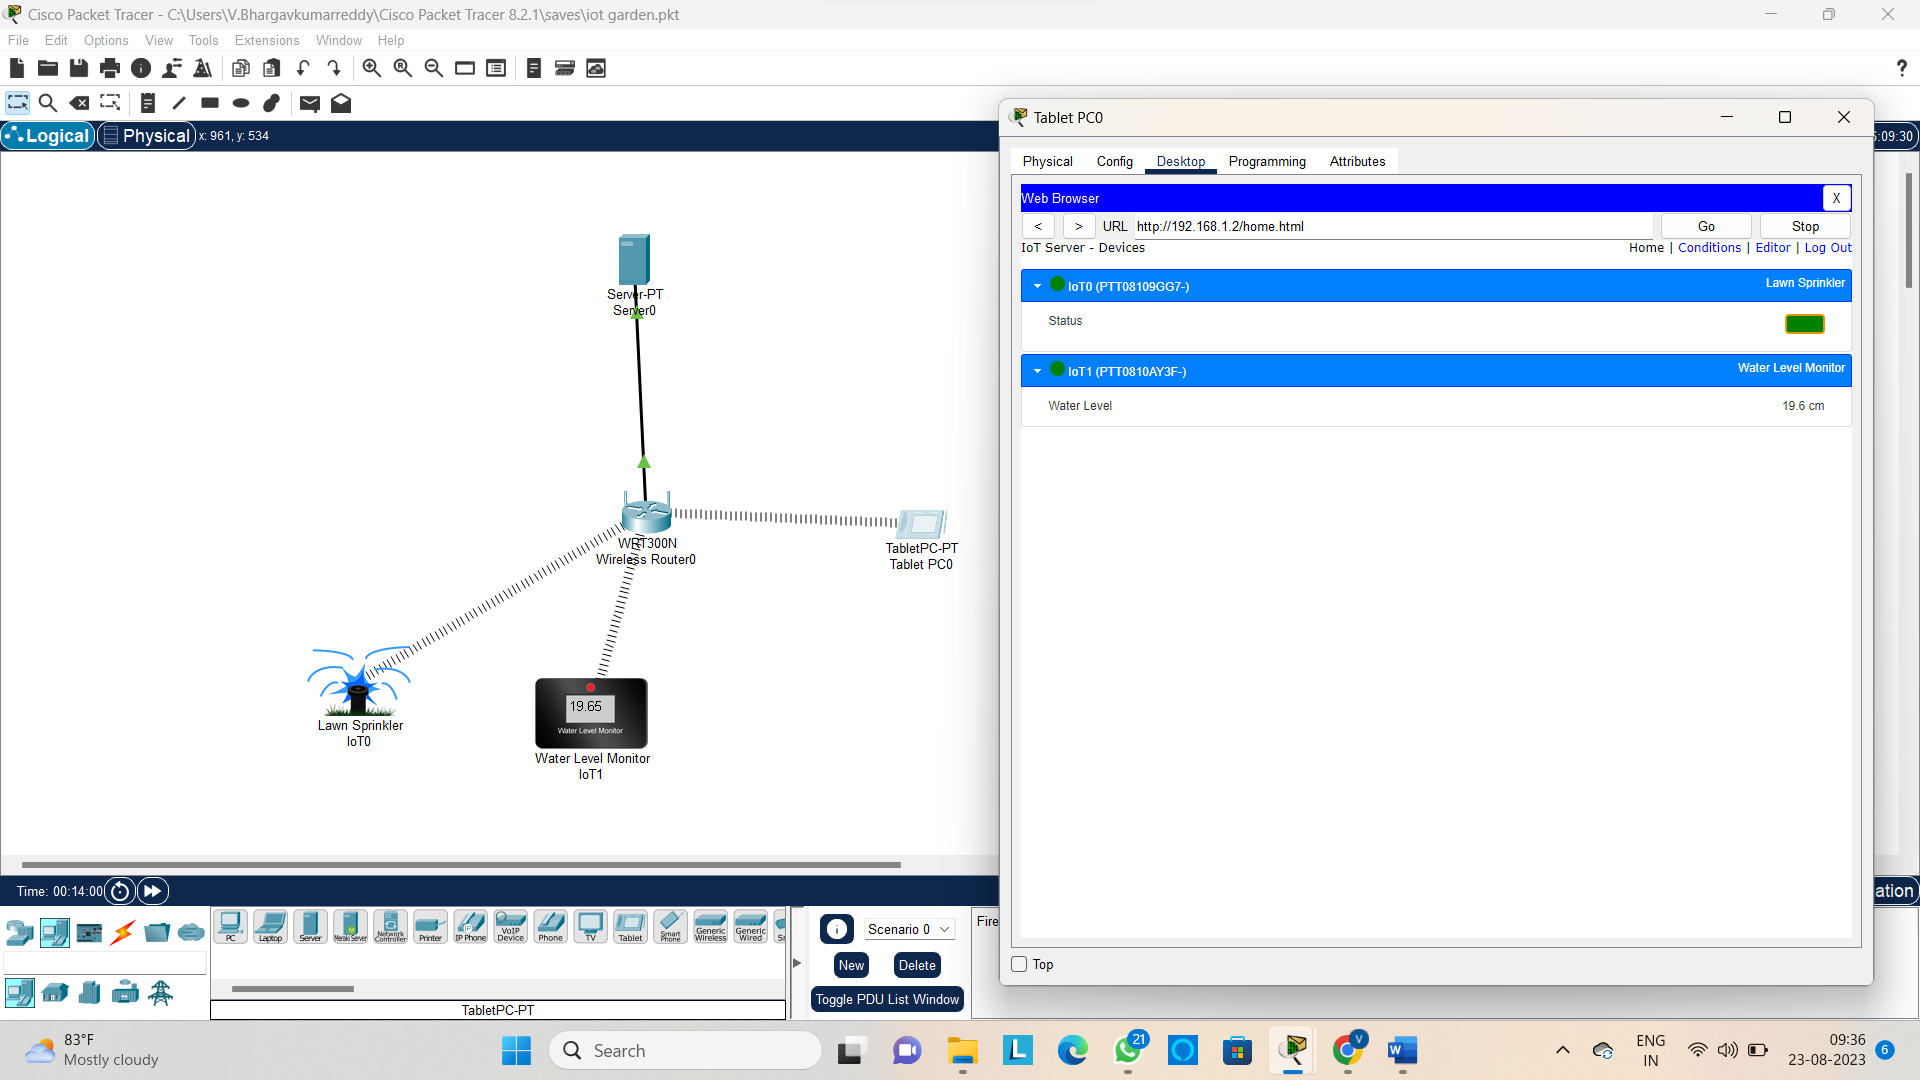 Cisco Packet Tracer - C:\Users\V.Bhargavkumarreddy\Cisco Packet Tracer 8.2.1\saves\iot garden.pkt
File Edit Options View Tools Extensions Window Help
?
Logical Physical x: 961, y: 534
:09:30
Server-PT
Server0
WRT300N
Wireless Router0
TabletPC-PT
Tablet PC0
Lawn Sprinkler
IoT0
19.65
Water Level Monitor
Water Level Monitor
IoT1
Tablet PC0
Physical Config Desktop Programming Attributes
Web Browser X
< > URL http://192.168.1.2/home.html Go Stop
IoT Server - Devices Home | Conditions | Editor | Log Out
IoT0 (PTT08109GG7-) Lawn Sprinkler
Status
IoT1 (PTT0810AY3F-) Water Level Monitor
Water Level 19.6 cm
Top
Time: 00:14:00
ation
PC Laptop Server Meraki Server Network Controller Printer IP Phone VoIP Device Phone TV Tablet Smart Phone Generic Wireless Generic Wired
TabletPC-PT
Scenario 0
New Delete
Toggle PDU List Window
Fire
83°F
Mostly cloudy
Search
21
V
ENG
IN
09:36
23-08-2023
6